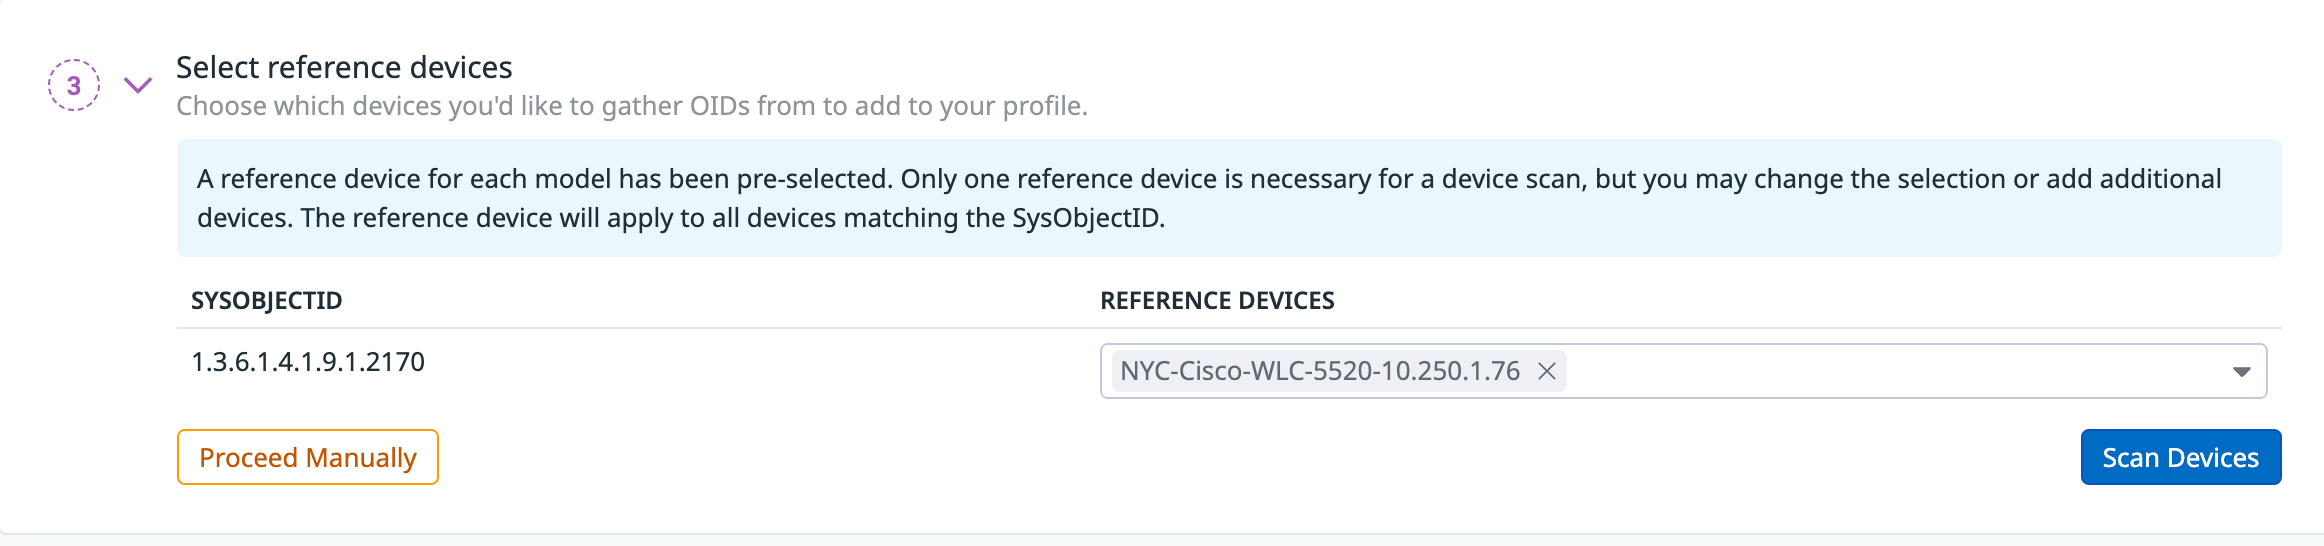 3
Select reference devices
Choose which devices you'd like to gather OIDs from to add to your profile.
A reference device for each model has been pre-selected. Only one reference device is necessary for a device scan, but you may change the selection or add additional
devices. The reference device will apply to all devices matching the SysObjectID.
SYSOBJECTID
REFERENCE DEVICES
1.3.6.1.4.1.9.1.2170
NYC-Cisco-WLC-5520-10.250.1.76
Proceed Manually
Scan Devices